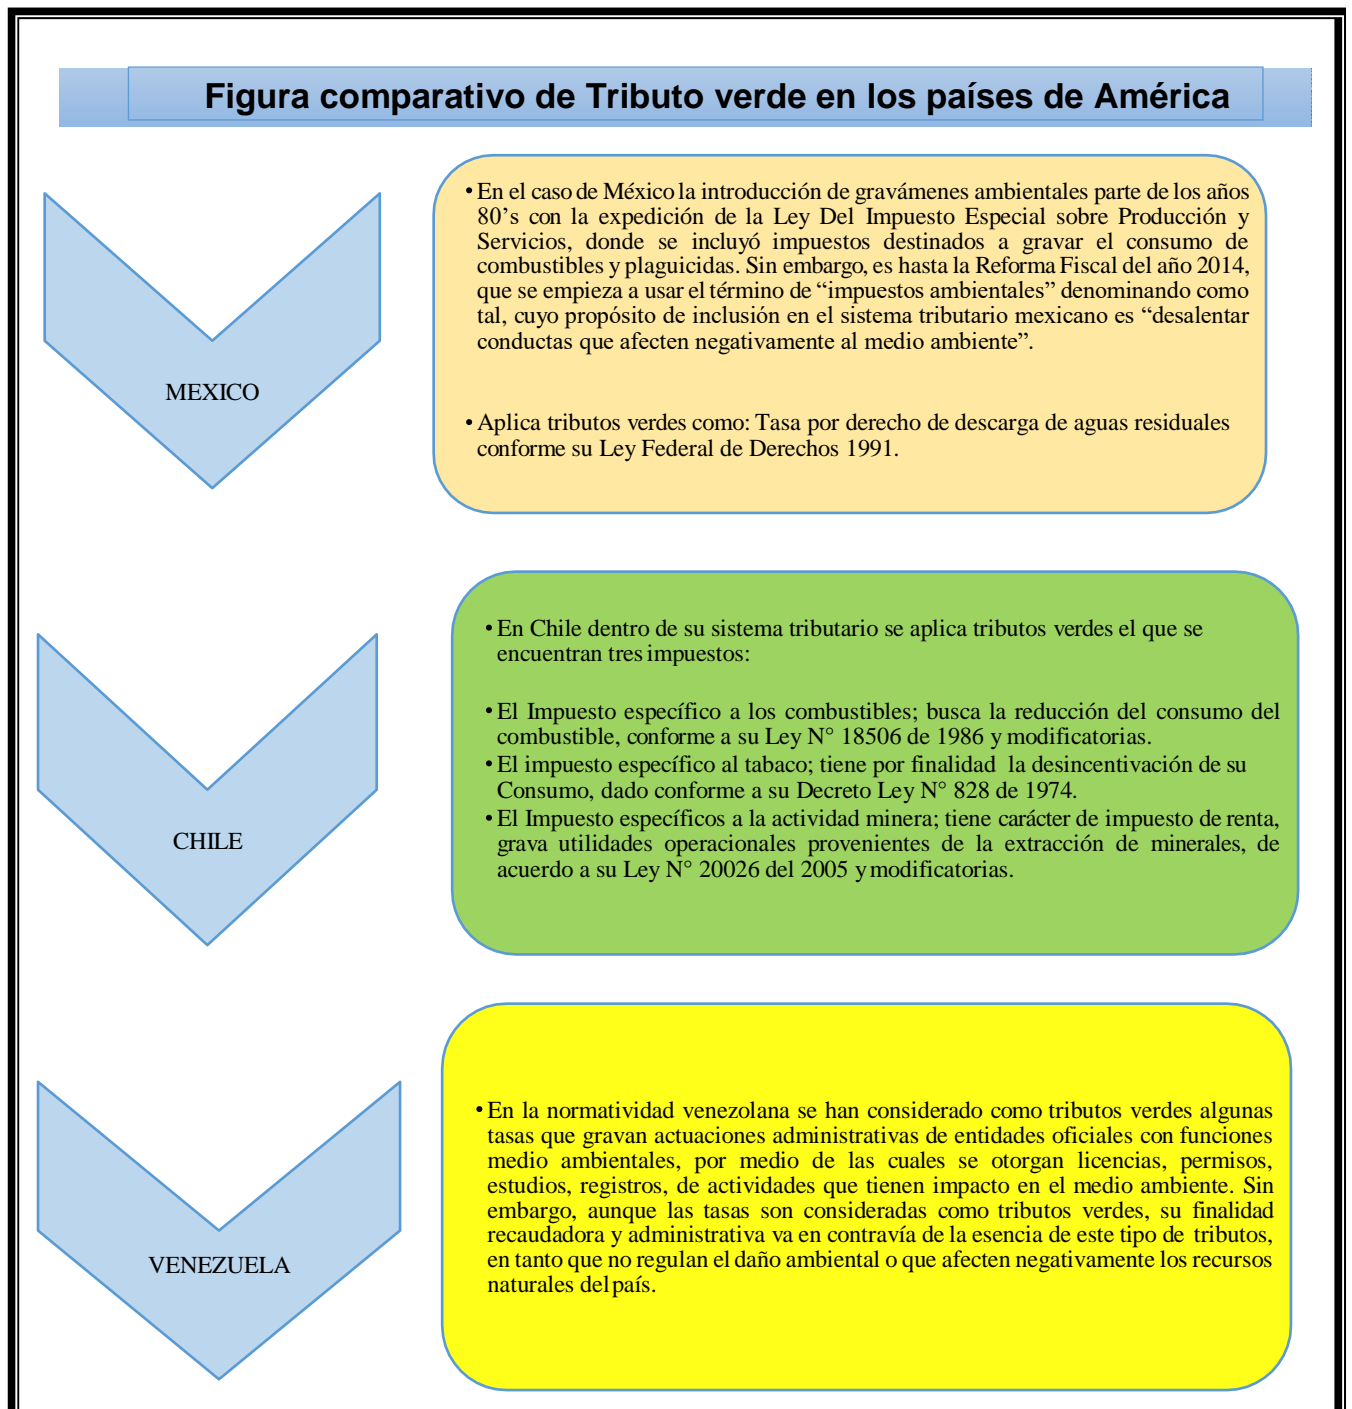 Figura comparativo de Tributo verde en los países de América
MEXICO
• En el caso de México la introducción de gravámenes ambientales parte de los años
80’s con la expedición de la Ley Del Impuesto Especial sobre Producción y
Servicios, donde se incluyó impuestos destinados a gravar el consumo de
combustibles y plaguicidas. Sin embargo, es hasta la Reforma Fiscal del año 2014,
que se empieza a usar el término de “impuestos ambientales” denominando como
tal, cuyo propósito de inclusión en el sistema tributario mexicano es “desalentar
conductas que afecten negativamente al medio ambiente”.
• Aplica tributos verdes como: Tasa por derecho de descarga de aguas residuales
conforme su Ley Federal de Derechos 1991.
CHILE
• En Chile dentro de su sistema tributario se aplica tributos verdes el que se
encuentran tres impuestos:
• El Impuesto específico a los combustibles; busca la reducción del consumo del
combustible, conforme a su Ley N° 18506 de 1986 y modificatorias.
• El impuesto específico al tabaco; tiene por finalidad la desincentivación de su
Consumo, dado conforme a su Decreto Ley N° 828 de 1974.
• El Impuesto específicos a la actividad minera; tiene carácter de impuesto de renta,
grava utilidades operacionales provenientes de la extracción de minerales, de
acuerdo a su Ley N° 20026 del 2005 y modificatorias.
VENEZUELA
• En la normatividad venezolana se han considerado como tributos verdes algunas
tasas que gravan actuaciones administrativas de entidades oficiales con funciones
medio ambientales, por medio de las cuales se otorgan licencias, permisos,
estudios, registros, de actividades que tienen impacto en el medio ambiente. Sin
embargo, aunque las tasas son consideradas como tributos verdes, su finalidad
recaudadora y administrativa va en contravía de la esencia de este tipo de tributos,
en tanto que no regulan el daño ambiental o que afecten negativamente los recursos
naturales del país.